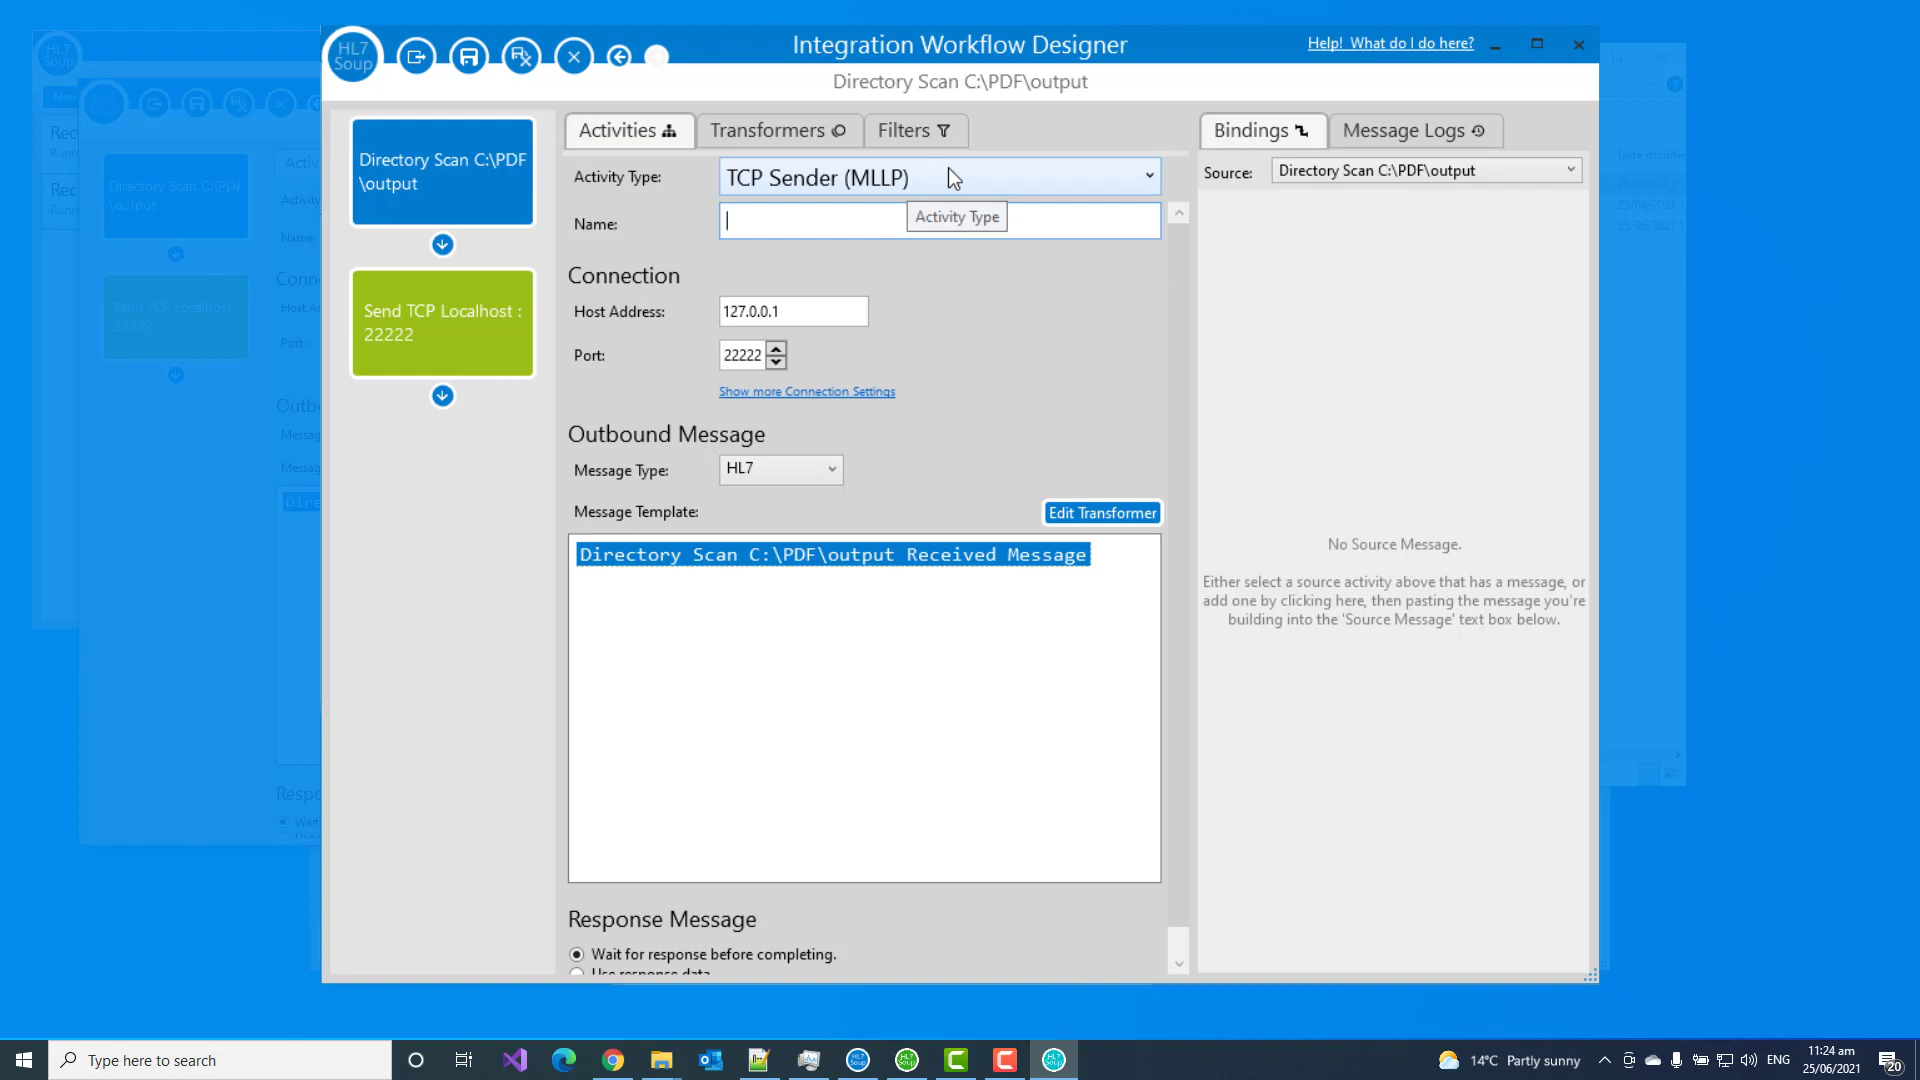 HL7
Soup
Integration Workflow Designer
Help! What do I do here?
Directory Scan C:\PDF\output
Directory Scan C:\PDF
\output
Send TCP Localhost :
22222
Activities
Transformers
Filters
Activity Type:
TCP Sender (MLLP)
Activity Type
Name:
Connection
Host Address:
127.0.0.1
Port:
22222
Show more Connection Settings
Outbound Message
Message Type:
HL7
Message Template:
Edit Transformer
Directory Scan C:\PDF\output Received Message
Response Message
Wait for response before completing.
Use response data
Bindings
Message Logs
Source:
Directory Scan C:\PDF\output
No Source Message.
Either select a source activity above that has a message, or
add one by clicking here, then pasting the message you're
building into the 'Source Message' text box below.
Type here to search
14°C Partly sunny
ENG
11:24 am
25/06/2021
20